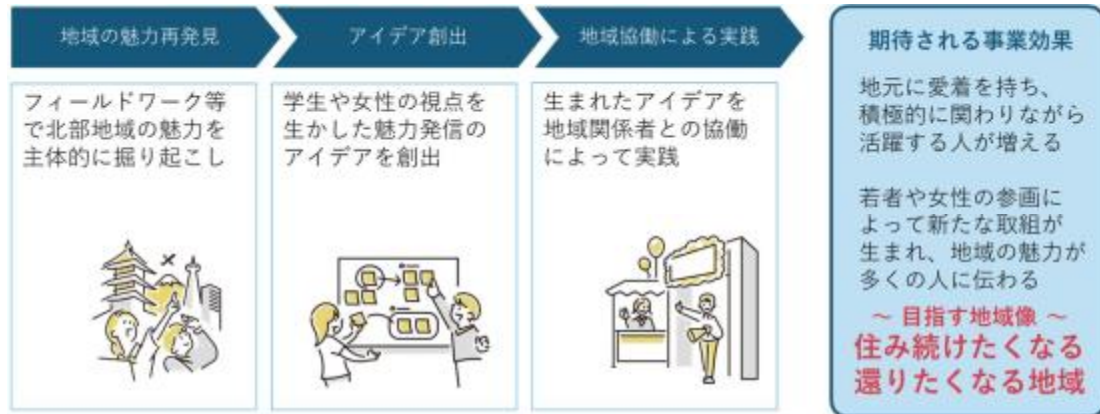 地域の魅力再発見
アイデア創出
地域協働による実践
フィールドワーク等
で北部地域の魅力を
主体的に掘り起こし
学生や女性の視点を
生かした魅力発信の
アイデアを創出
生まれたアイデアを
地域関係者との協働
によって実践
期待される事業効果
地元に愛着を持ち、
積極的に関わりながら
活躍する人が増える
若者や女性の参画に
よって新たな取組が
生まれ、地域の魅力が
多くの人に伝わる
～ 目指す地域像 ～
住み続けたくなる
還りたくなる地域